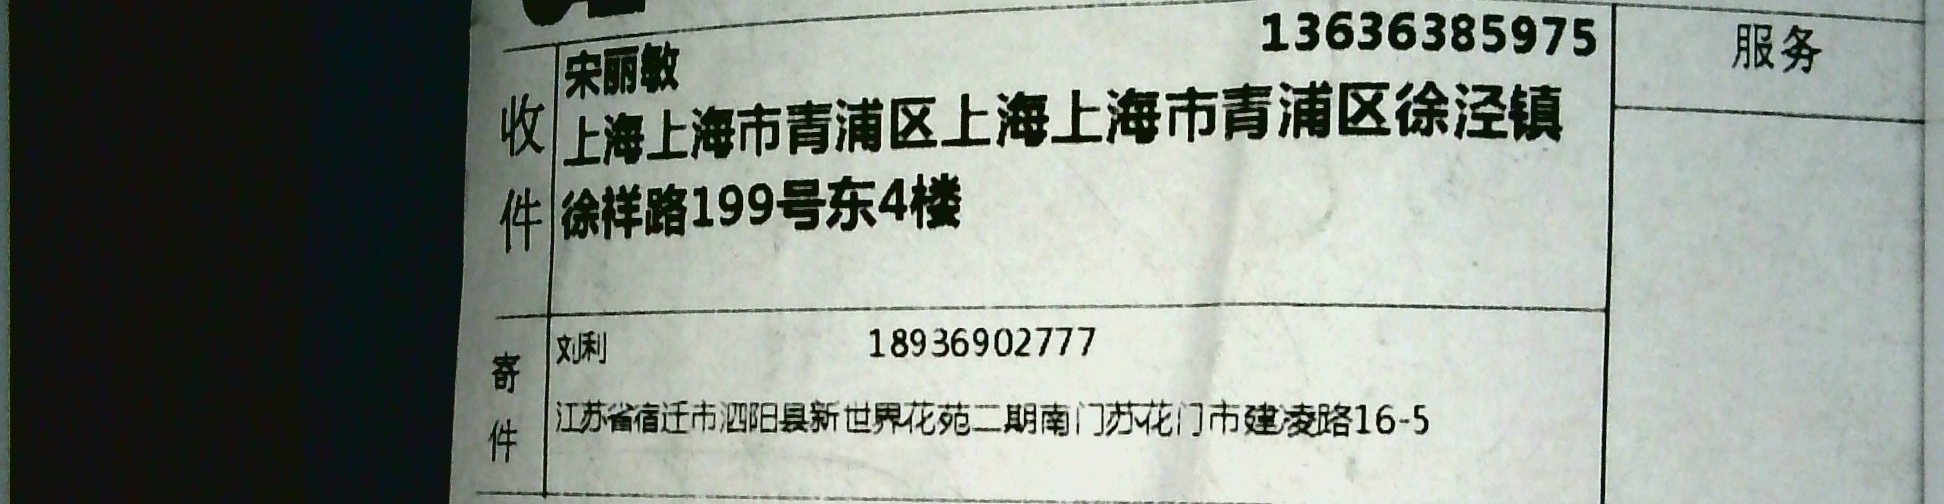 13636385975
服务
宋丽敏
收件
上海上海市青浦区上海上海市青浦区徐泾镇
徐祥路199号东4楼
寄件
刘利 18936902777
江苏省宿迁市泗阳县新世界花苑二期南门苏花门市建凌路16-5